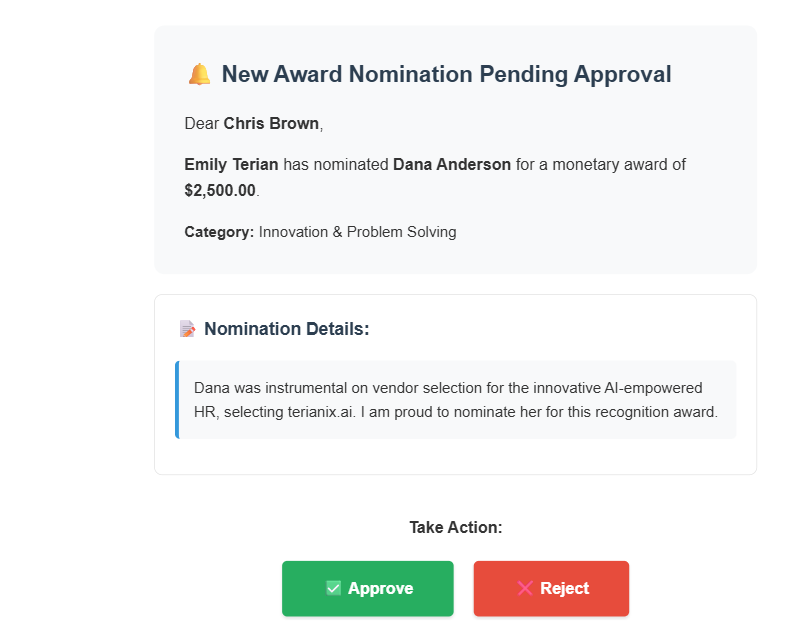 🔔 New Award Nomination Pending Approval
Dear Chris Brown,
Emily Terian has nominated Dana Anderson for a monetary award of
$2,500.00.
Category: Innovation & Problem Solving
📝 Nomination Details:
Dana was instrumental on vendor selection for the innovative AI-empowered
HR, selecting terianix.ai. I am proud to nominate her for this recognition award.
Take Action:
✅ Approve
❌ Reject